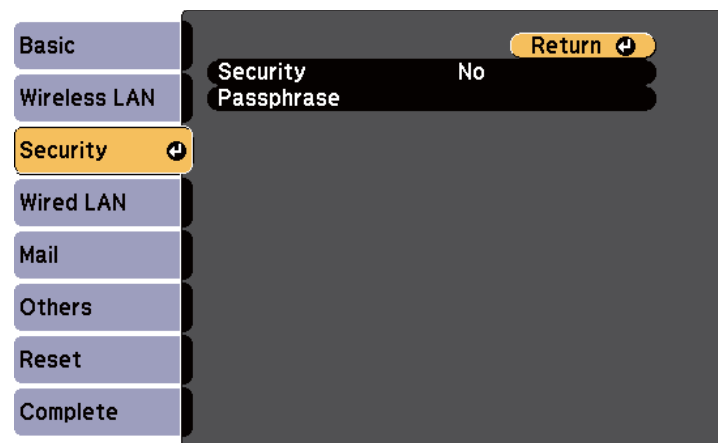 Basic
Wireless LAN
Security
Wired LAN
Mail
Others
Reset
Complete
Return
Security No
Passphrase